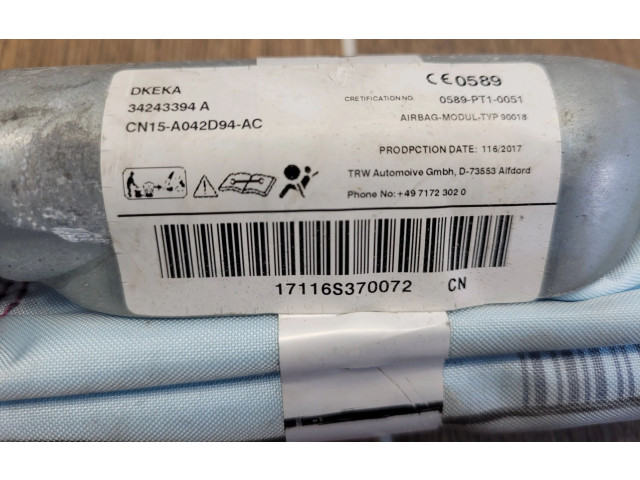 DKEKA
34243394 A
CN15-A042D94-AC
CE0589
CRETIFICATION NO. 0589-PT1-0051
AIRBAG-MODUL-TYP 90018
PRODPCTION DATE: 116/2017
TRW Automoive Gmbh, D-73553 Alfdord
Phone No: +49 7172 302 0
17116S370072 CN